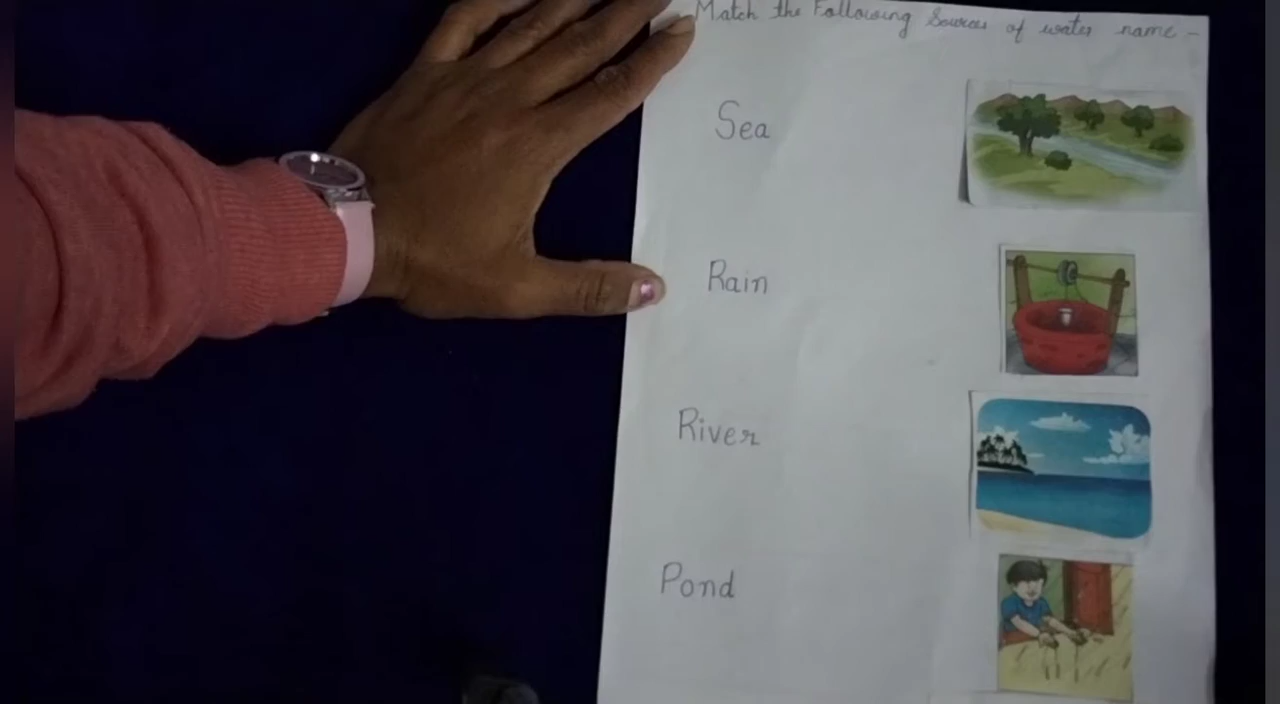 Match the Following Sources of water name -
Sea
Rain
River
Pond